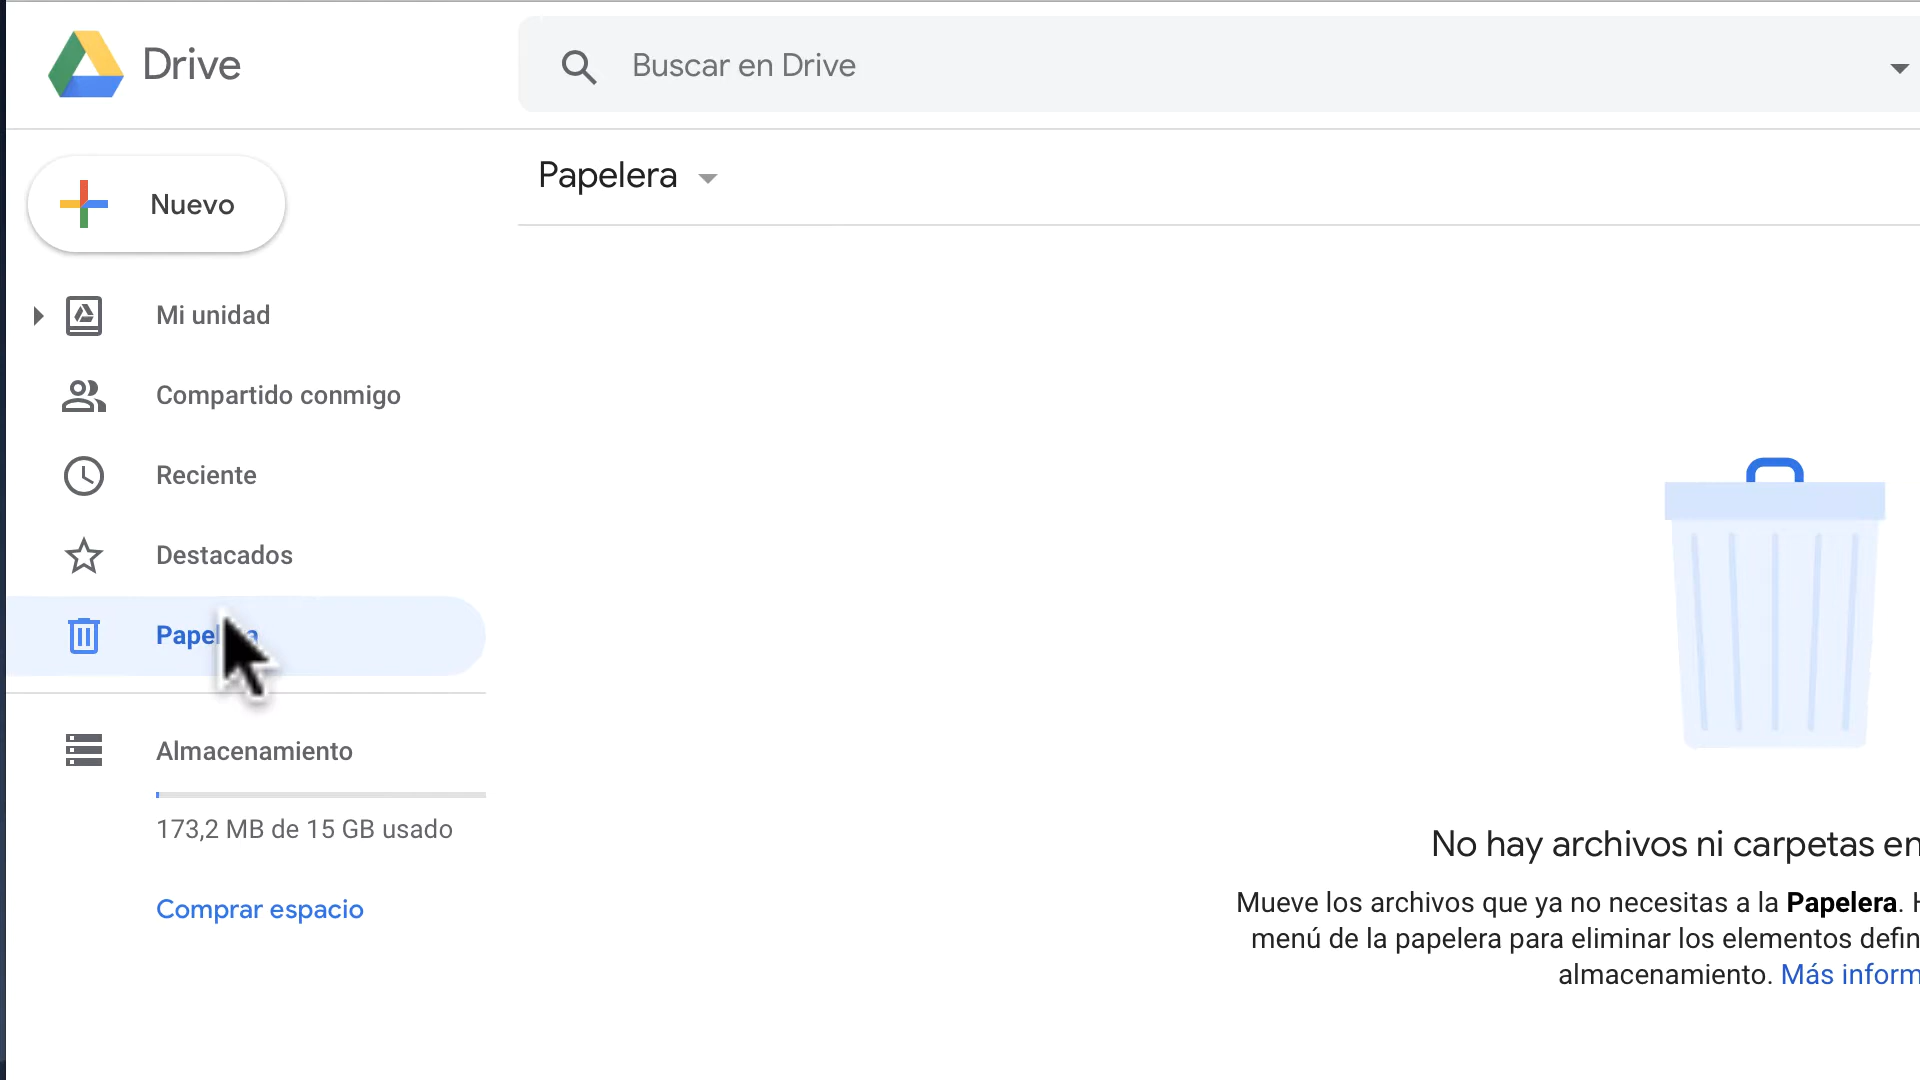 Drive
Buscar en Drive
Nuevo
Papelera
Mi unidad
Compartido conmigo
Reciente
Destacados
Almacenamiento
173,2 MB de 15 GB usado
Comprar espacio
No hay archivos ni carpetas en
Mueve los archivos que ya no necesitas a la Papelera.
menú de la papelera para eliminar los elementos
almacenamiento. Más